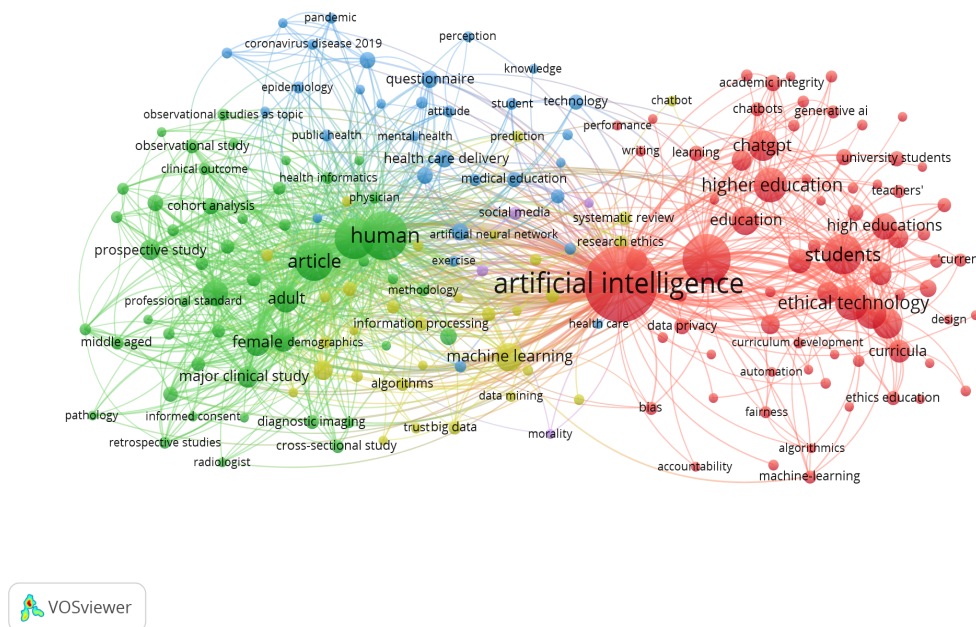 pandemic
coronavirus disease 2019
perception
knowledge
questionnaire
epidemiology
academic integrity
chatbot
student
technology
chatbots
generative ai
observational studies as topic
attitude
performance
public health
mental health
prediction
observational study
writing
learning
chatgpt
clinical outcome
health care delivery
university students
health informatics
medical education
higher education
teachers'
physician
cohort analysis
social media
systematic review
education
high educations
human
artificial neural network
research ethics
prospective study
article
exercise
students
'current
artificial intelligence
methodology
professional standard
adult
ethical technology
information processing
health care
data privacy
design
middle aged
female
demographics
curriculum development
curricula
machine learning
major clinical study
algorithms
automation
data mining
ethics education
bias
fairness
pathology
informed consent
diagnostic imaging
trust
big data
morality
retrospective studies
cross-sectional study
algorithmics
radiologist
accountability
machine-learning
VOSviewer